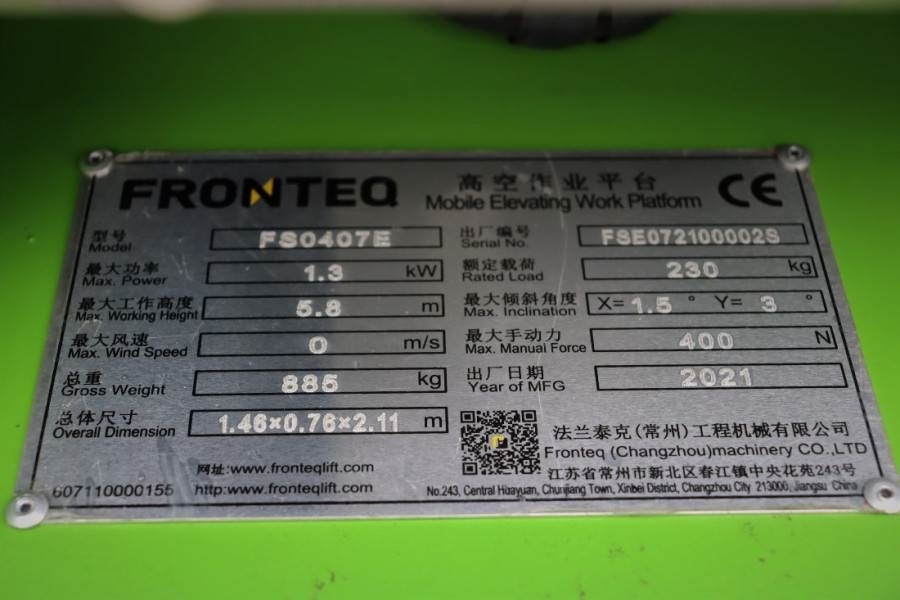 FRONTEQ
高空作业平台
Mobile Elevating Work Platform
CE
型号
Model
FS0407E
出厂编号
Serial No.
FSE072100002S
最大功率
Max. Power
1.3 kW
额定载荷
Rated Load
230 kg
最大工作高度
Max. Working Height
5.8 m
最大倾斜角度
Max. Inclination
X= 1.5 ° Y= 3 °
最大风速
Max. Wind Speed
0 m/s
最大手动力
Max. Manual Force
400 N
总重
Gross Weight
885 kg
出厂日期
Year of MFG
2021
总体尺寸
Overall Dimension
1.46×0.76×2.11 m
法兰泰克(常州)工程机械有限公司
Fronteq (Changzhou)machinery CO.,LTD
网址:www.fronteqlift.com
江苏省常州市新北区春江镇中央花苑243号
607110000155
http:www.fronteqlift.com
No.243, Central Huayuan, Chunjiang Town, Xinbei District, Changzhou City 213000, Jiangsu China